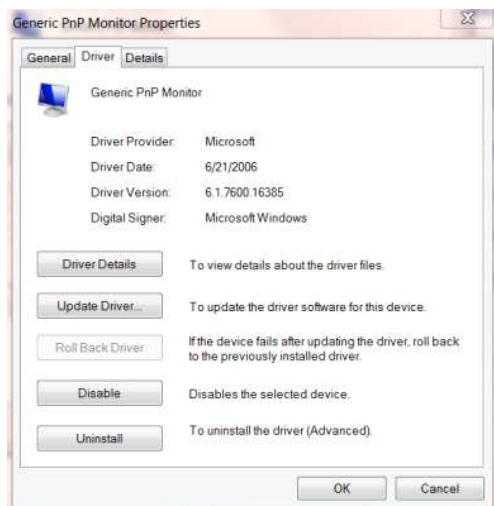 Generic PnP Monitor Properties
General Driver Details
Generic PnP Monitor
Driver Provider: Microsoft
Driver Date: 6/21/2006
Driver Version: 6.1.7600.16385
Digital Signer: Microsoft Windows
Driver Details To view details about the driver files.
Update Driver... To update the driver software for this device.
Roll Back Driver If the device fails after updating the driver, roll back
to the previously installed driver.
Disable Disables the selected device.
Uninstall To uninstall the driver (Advanced).
OK Cancel